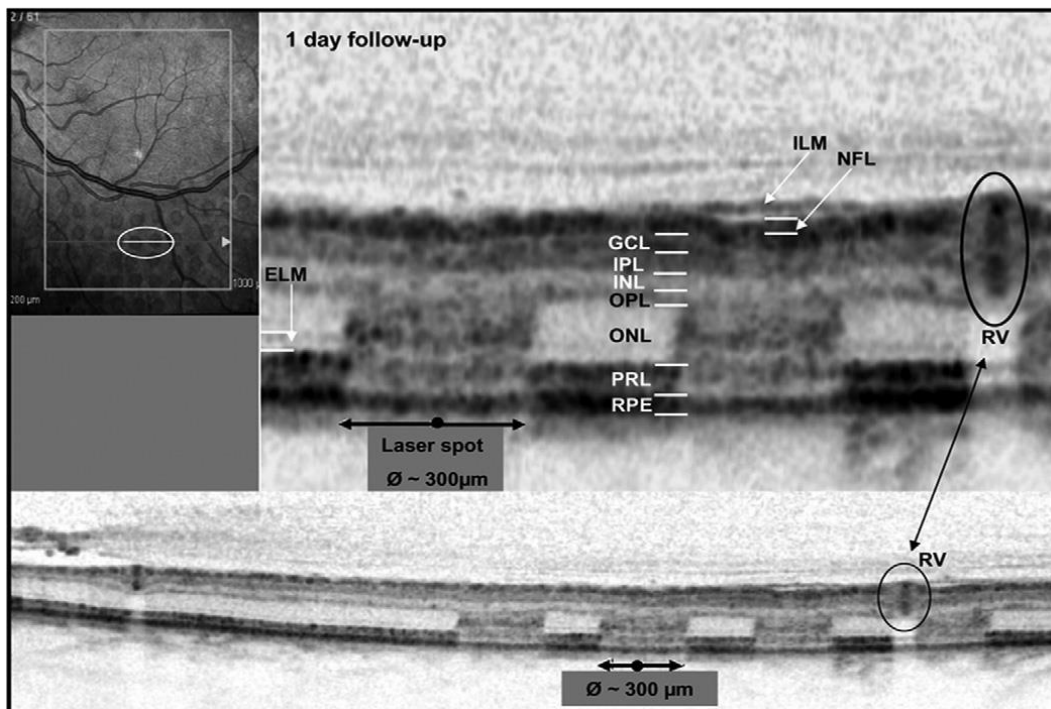 2 / 61
1 day follow-up
ILM
NFL
GCL
IPL
INL
OPL
ONL
PRL
RPE
ELM
200 µm
RV
Laser spot
Ø ~ 300µm
RV
Ø ~ 300 µm